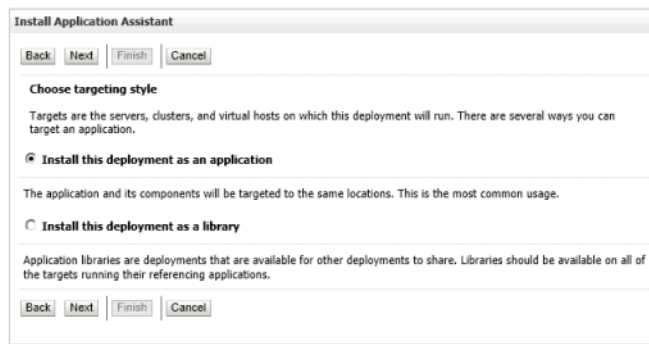 Install Application Assistant
Back Next Finish Cancel
Choose targeting style
Targets are the servers, clusters, and virtual hosts on which this deployment will run. There are several ways you can
target an application.
Install this deployment as an application
The application and its components will be targeted to the same locations. This is the most common usage.
Install this deployment as a library
Application libraries are deployments that are available for other deployments to share. Libraries should be available on all of
the targets running their referencing applications.
Back Next Finish Cancel